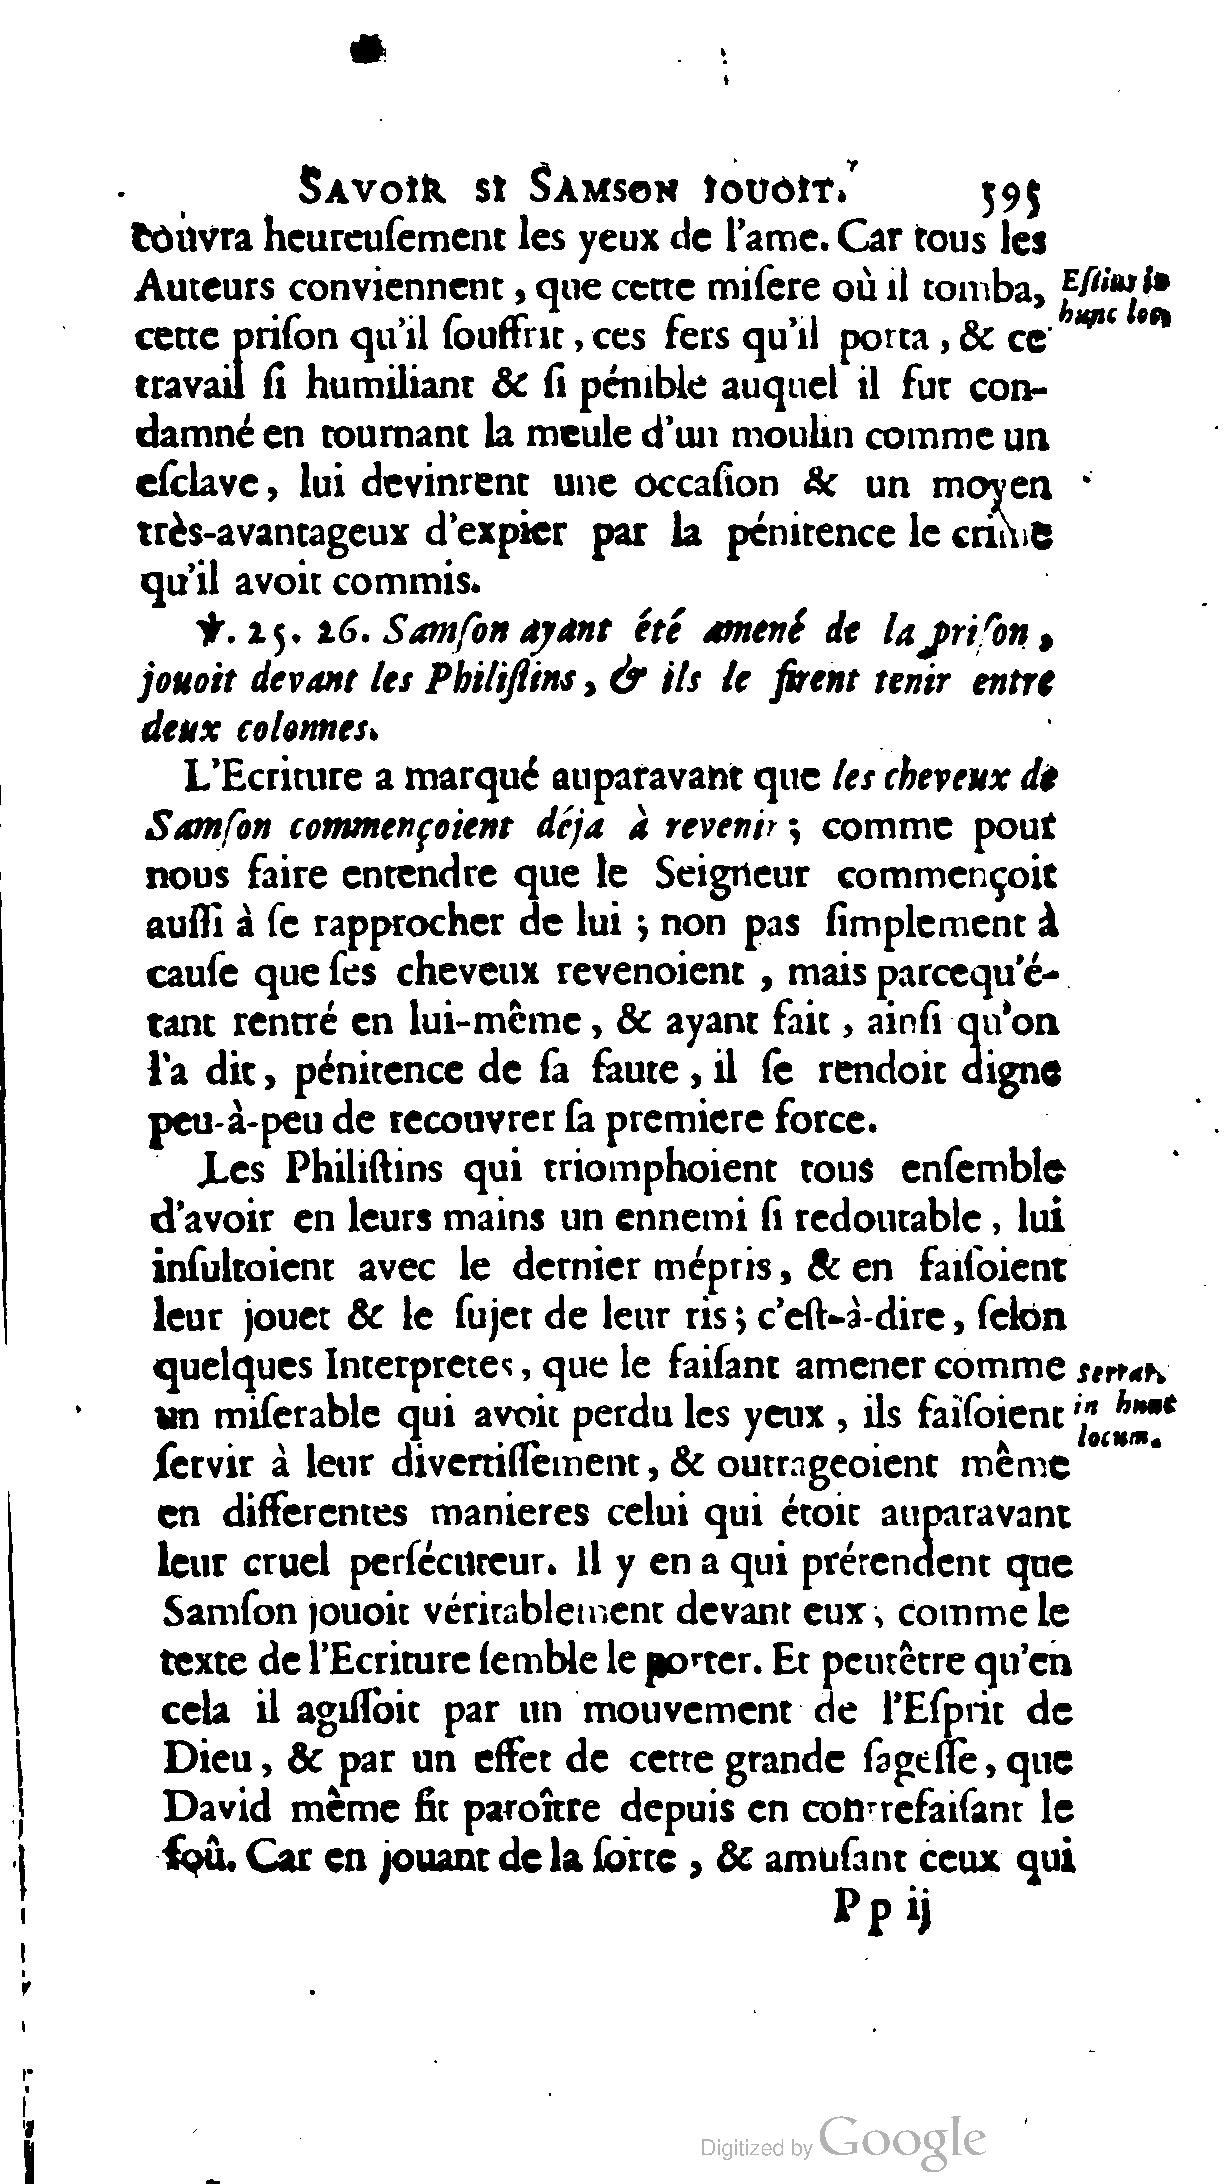 SAVOIR SI SAMSON JOUOIT. 595
couvra heureuſement les yeux de l'ame. Car tous les
Auteurs conviennent, que cette miſere où il tomba,
Eſtius in
hunc loc.
cette priſon qu'il ſouffrit, ces fers qu'il porta, & ce
travail ſi humiliant & ſi pénible auquel il fut con-
damné en tournant la meule d'un moulin comme un
eſclave, lui devinrent une occaſion & un moyen
très-avantageux d'expier par la pénitence le crime
qu'il avoit commis.
℣. 25. 26. Samſon ayant été amené de la priſon,
jouoit devant les Philiſtins, & ils le firent tenir entre
deux colonnes.
L'Ecriture a marqué auparavant que les cheveux de
Samſon commençoient déja à revenir; comme pour
nous faire entendre que le Seigneur commençoit
auſſi à ſe rapprocher de lui; non pas ſimplement à
cauſe que ſes cheveux revenoient, mais parcequ'é-
tant rentré en lui-même, & ayant fait, ainſi qu'on
l'a dit, pénitence de ſa faute, il ſe rendoit digne
peu-à-peu de recouvrer ſa premiere force.
Les Philiſtins qui triomphoient tous enſemble
d'avoir en leurs mains un ennemi ſi redoutable, lui
inſultoient avec le dernier mépris, & en faiſoient
leur jouet & le ſujet de leur ris; c'eſt-à-dire, ſelon
quelques Interpretes, que le faiſant amener comme
serrar.
in hunc
locum.
un miſerable qui avoit perdu les yeux, ils faiſoient
ſervir à leur divertiſſement, & outrageoient même
en differentes manieres celui qui étoit auparavant
leur cruel perſécuteur. Il y en a qui prétendent que
Samſon jouoit véritablement devant eux, comme le
texte de l'Ecriture ſemble le porter. Et peutêtre qu'en
cela il agiſſoit par un mouvement de l'Eſprit de
Dieu, & par un effet de cette grande ſageſſe, que
David même fit paroître depuis en contrefaiſant le
foû. Car en jouant de la ſorte, & amuſant ceux qui
P p ij
Digitized by Google